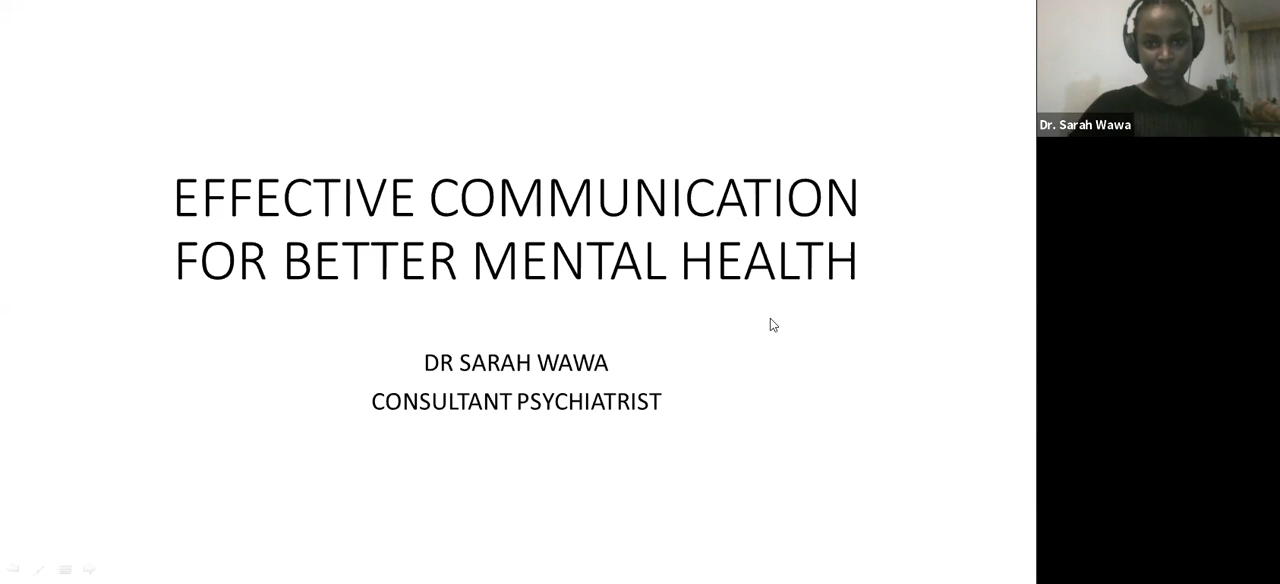 EFFECTIVE COMMUNICATION
FOR BETTER MENTAL HEALTH
DR SARAH WAWA
CONSULTANT PSYCHIATRIST
Dr. Sarah Wawa